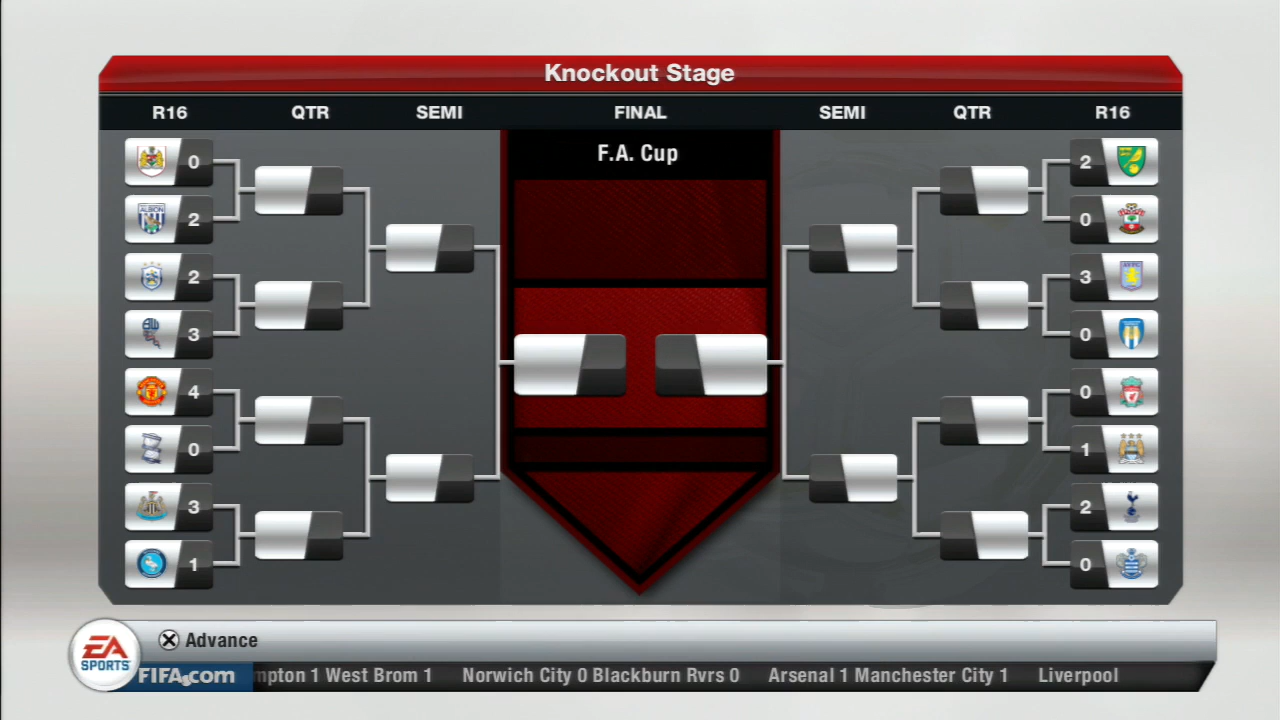 Knockout Stage
R16 QTR SEMI FINAL SEMI QTR R16
F.A. Cup
0 2
ALBION
2 0
2 3
3 0
4 0
0 1
3 2
1 0
Advance
EA SPORTS
FIFA.com mpton 1 West Brom 1 Norwich City 0 Blackburn Rvrs 0 Arsenal 1 Manchester City 1 Liverpool